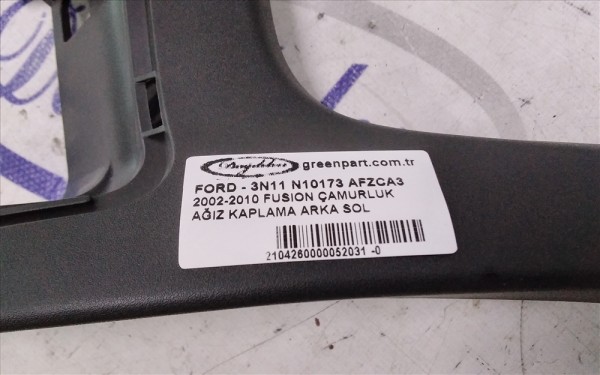 greenpart.com.tr
FORD - 3N11 N10173 AFZCA3
2002-2010 FUSION ÇAMURLUK
AĞIZ KAPLAMA ARKA SOL
2104260000052031 -0